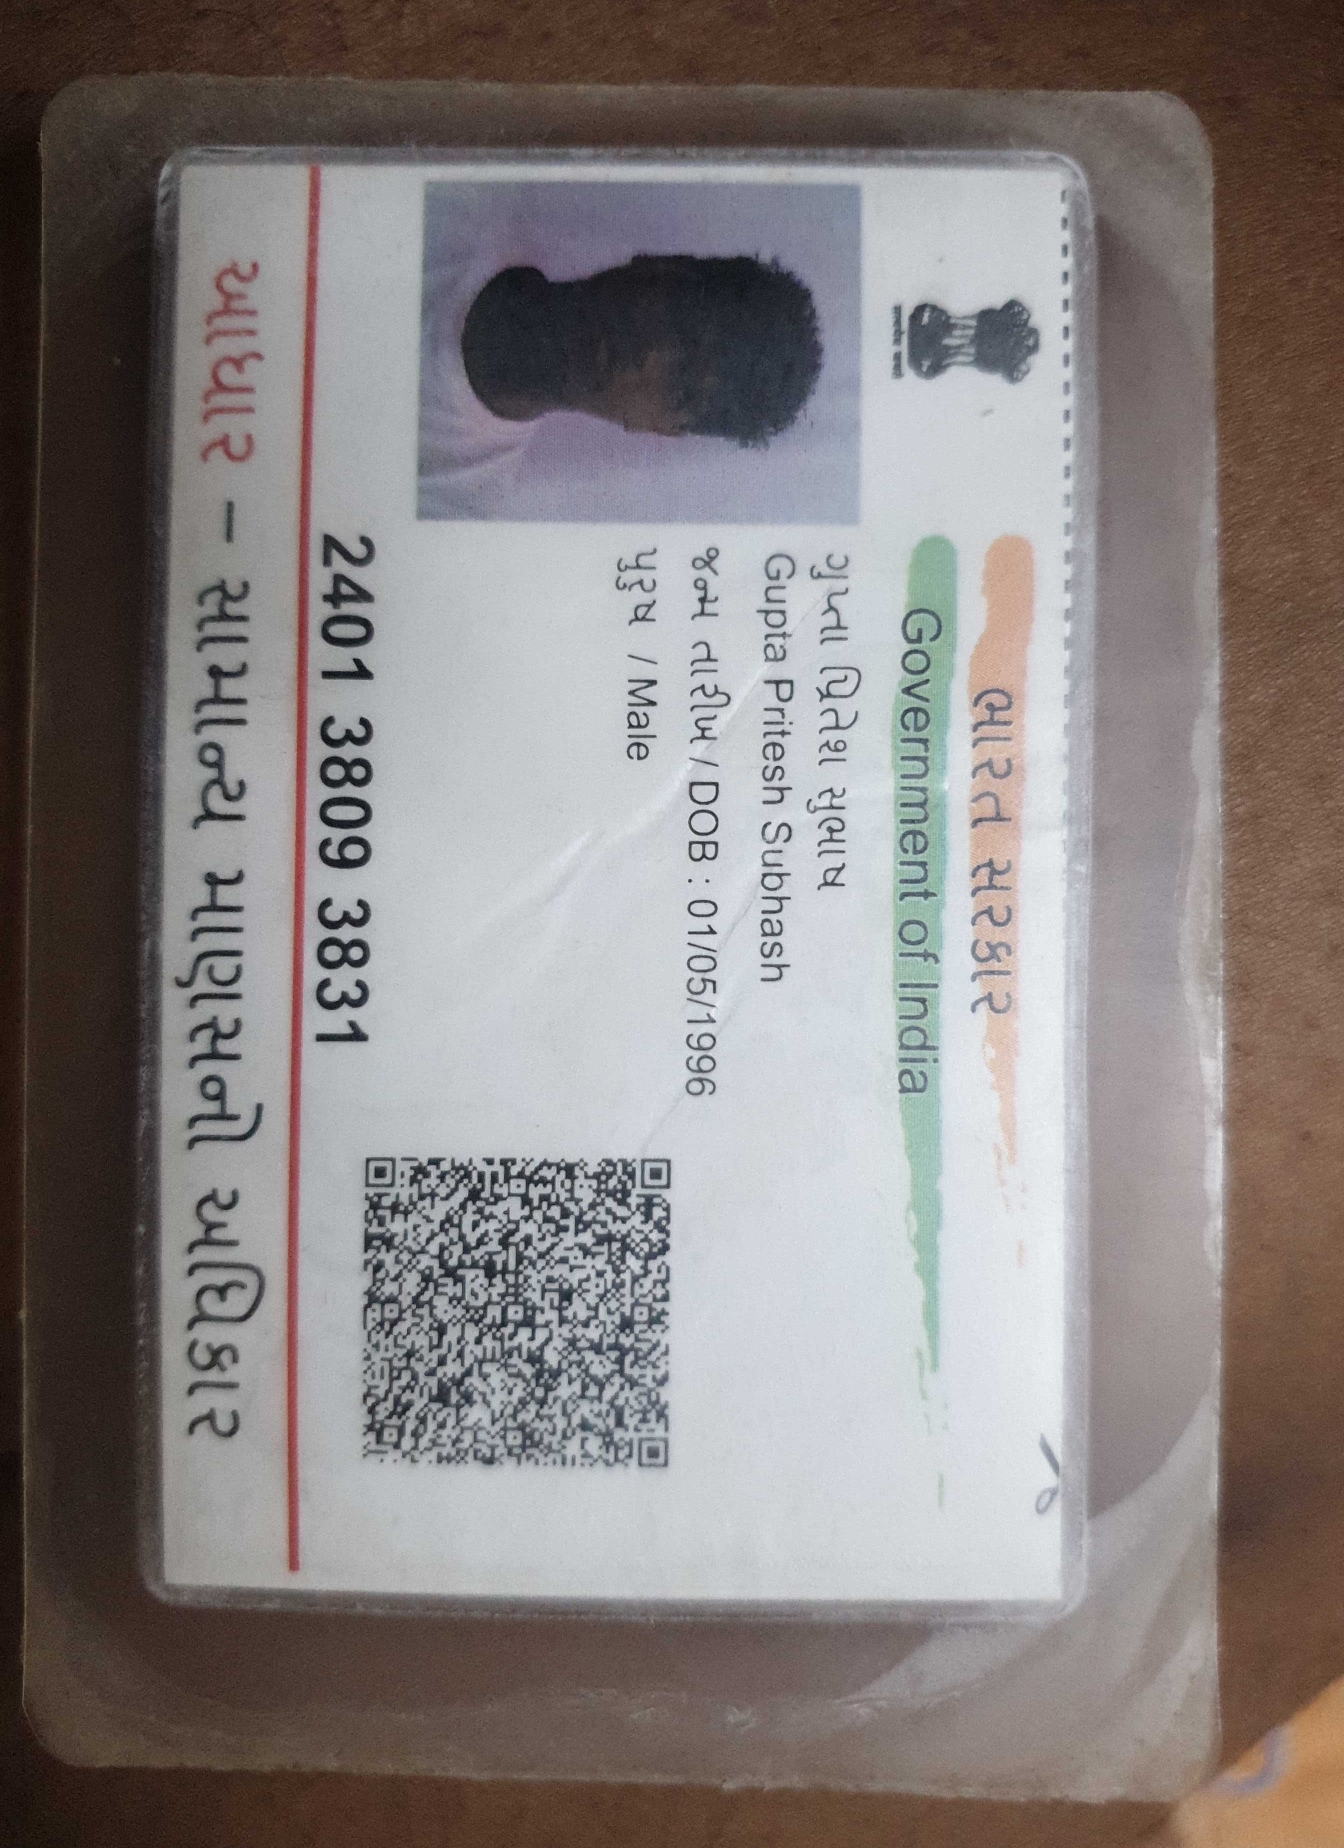 ભારત સરકાર
Government of India
ગુપ્તા પ્રિતેશ સુભાષ
Gupta Pritesh Subhash
જન્મ તારીખ / DOB : 01/05/1996
પુરુષ / Male
2401 3809 3831
આધાર – સામાન્ય માણસનો અધિકાર